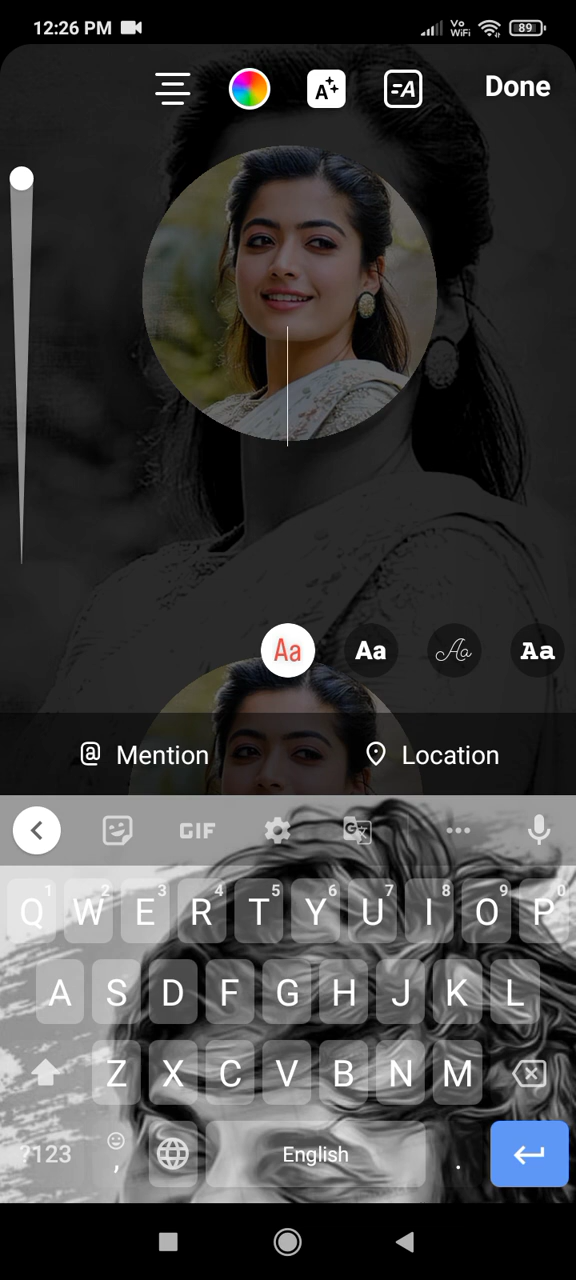 12:26 PM Vo WiFi 89
A A Done
Aa Aa Aa Aa
@ Mention Location
GIF G
1 2 3 4 5 6 7 8 9 0
Q W E R T Y U I O P
A S D F G H J K L
Z X C V B N M
?123 , English .